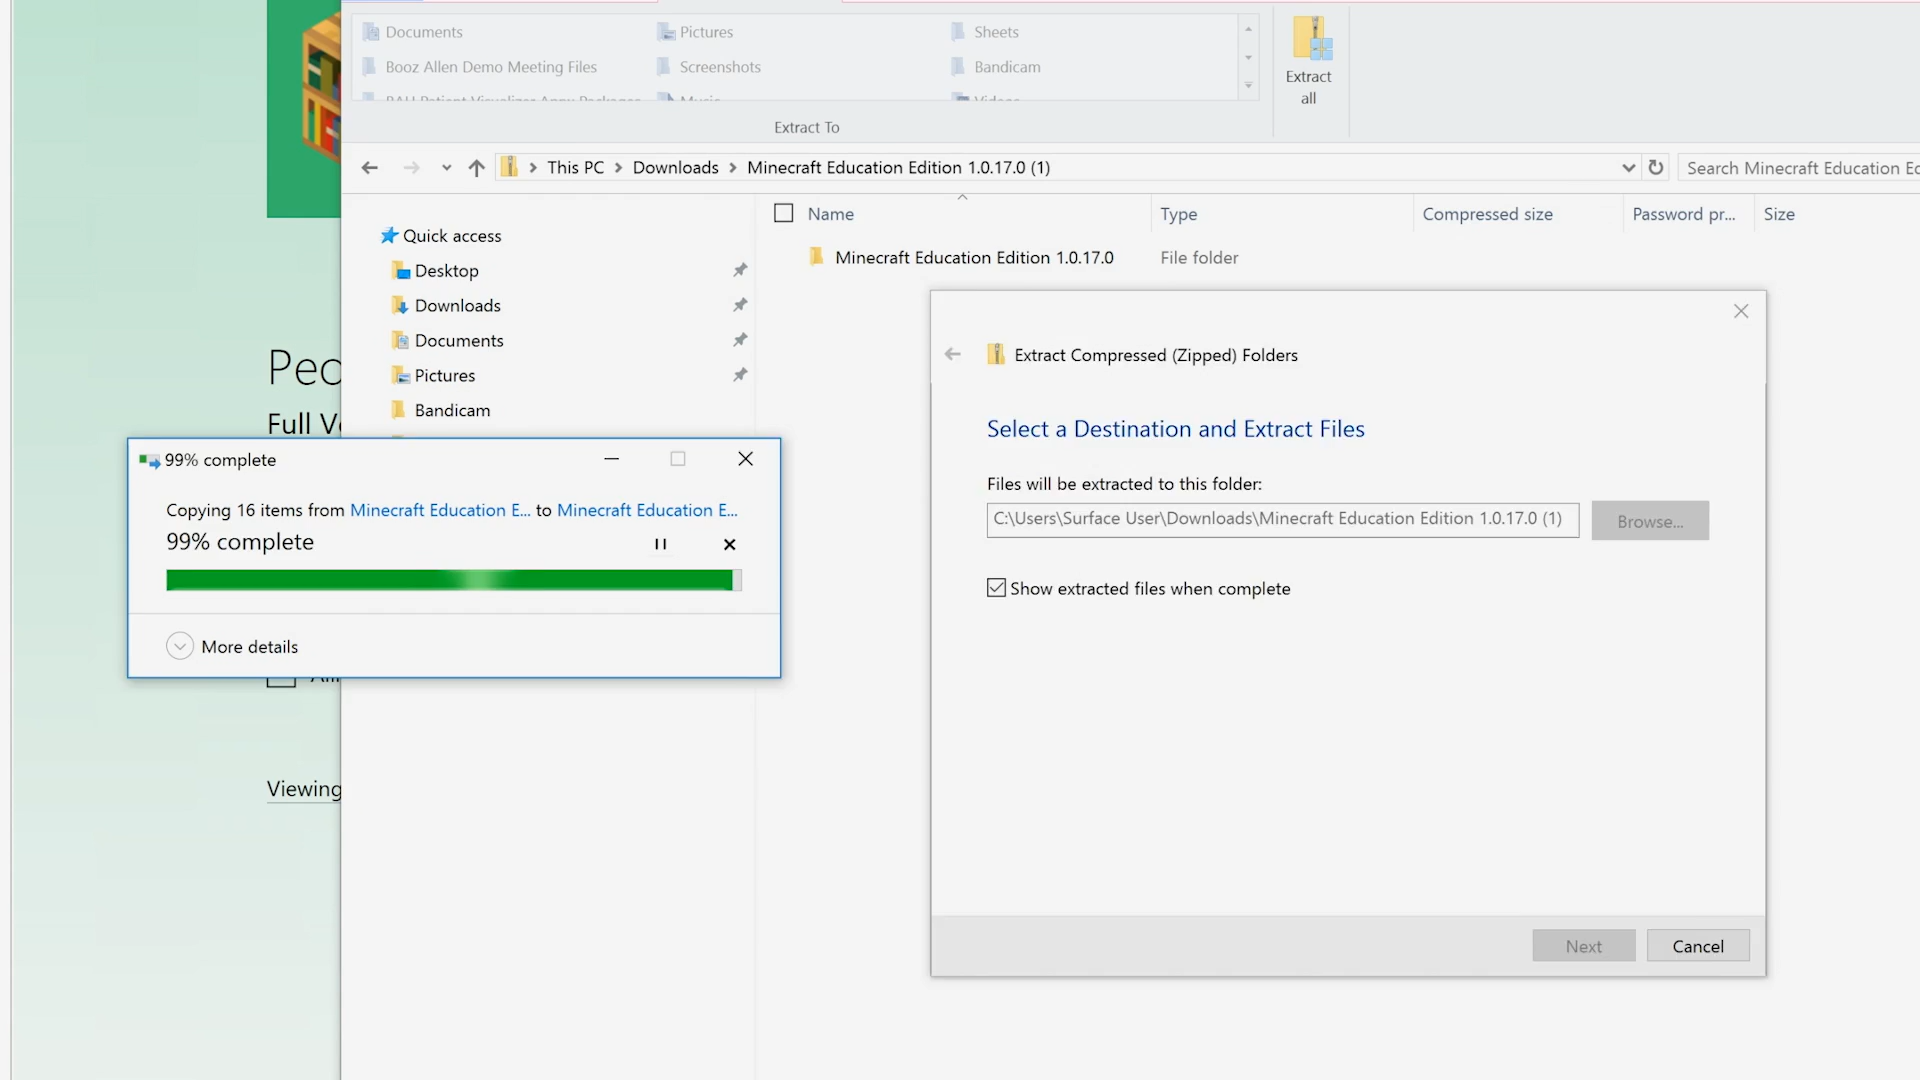 Documents
Pictures
Sheets
Booz Allen Demo Meeting Files
Screenshots
Bandicam
Extract
all
Extract To
This PC
Downloads
Minecraft Education Edition 1.0.17.0 (1)
Search Minecraft Education
Name
Type
Compressed size
Password pr...
Size
Quick access
Minecraft Education Edition 1.0.17.0
File folder
Desktop
Downloads
Documents
Pictures
Bandicam
Full
99% complete
Copying 16 items from Minecraft Education E... to Minecraft Education E...
99% complete
More details
Viewing
Extract Compressed (Zipped) Folders
Select a Destination and Extract Files
Files will be extracted to this folder:
C:\Users\Surface User\Downloads\Minecraft Education Edition 1.0.17.0 (1)
Browse...
Show extracted files when complete
Next
Cancel